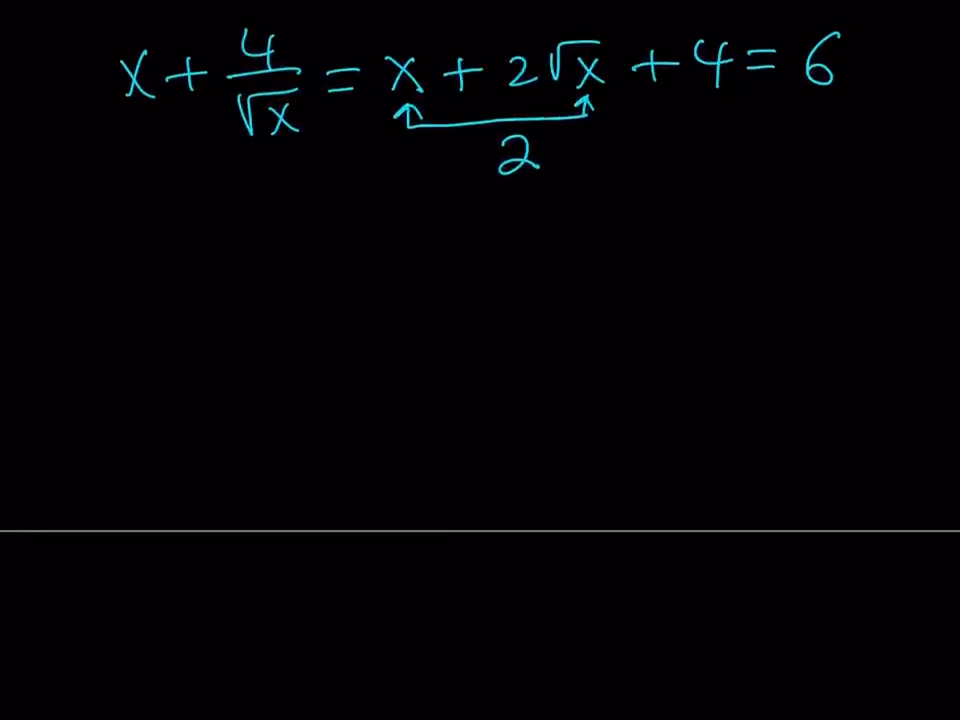 x + 4/√x = x + 2√x + 4 = 6
2